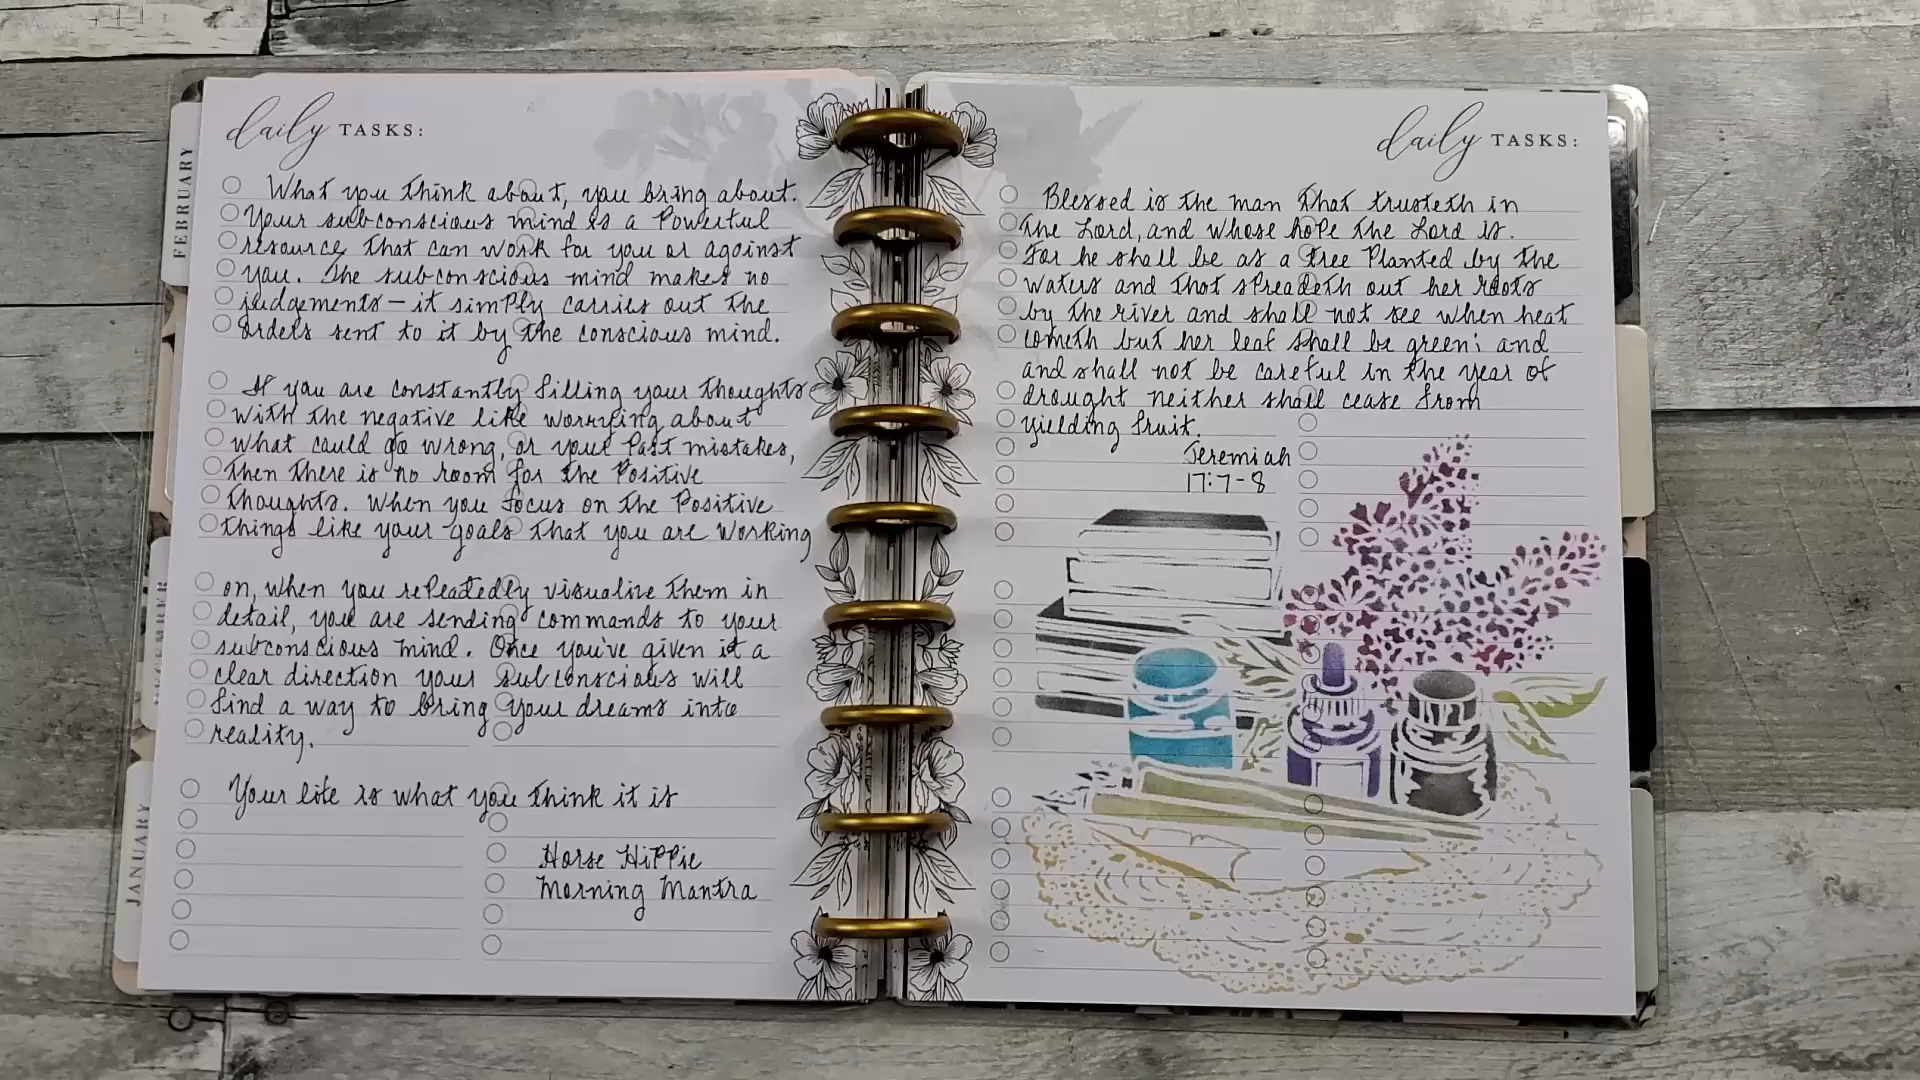 daily TASKS:
What you think about, you bring about.
Your subconscious mind is a Powerful
resource that can work for you or against
you. The subconscious mind makes no
judgements — it simply carries out the
orders sent to it by the conscious mind.
If you are constantly filling your thoughts
with the negative like worrying about
what could go wrong, or your Past mistakes,
then there is no room for the Positive
thoughts. When you focus on the Positive
things like your goals that you are working
on, when you repeatedly visualize them in
detail, you are sending commands to your
subconscious mind. Once you've given it a
clear direction your subconscious will
find a way to bring your dreams into
reality.
Your life is what you think it is
Horse Hippie
Morning Mantra
FEBRUARY
JANUARY
daily TASKS:
Blessed is the man that trusteth in
the Lord, and whose hope the Lord is.
For he shall be as a tree Planted by the
waters and that spreadeth out her roots
by the river and shall not see when heat
cometh but her leaf shall be green; and
and shall not be careful in the year of
drought neither shall cease from
yielding fruit.
Jeremiah
17:7-8